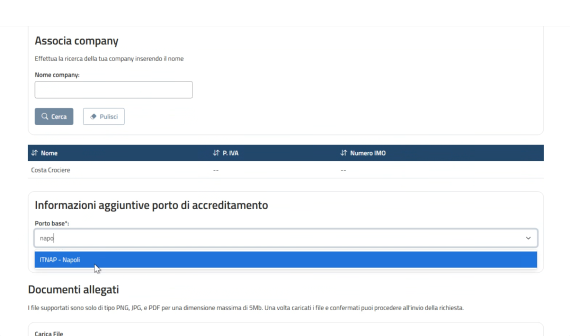 Associa company
Effettua la ricerca della tua company inserendo il nome
Nome company:
Cerca
Pulisci
Nome
P. IVA
Numero IMO
Costa Crociere
--
--
Informazioni aggiuntive porto di accreditamento
Porto base*:
napo
ITNAP - Napoli
Documenti allegati
I file supportati sono solo di tipo PNG, JPG, e PDF per una dimensione massima di 5Mb. Una volta caricati i file e confermati puoi procedere all'invio della richiesta.
Carica File